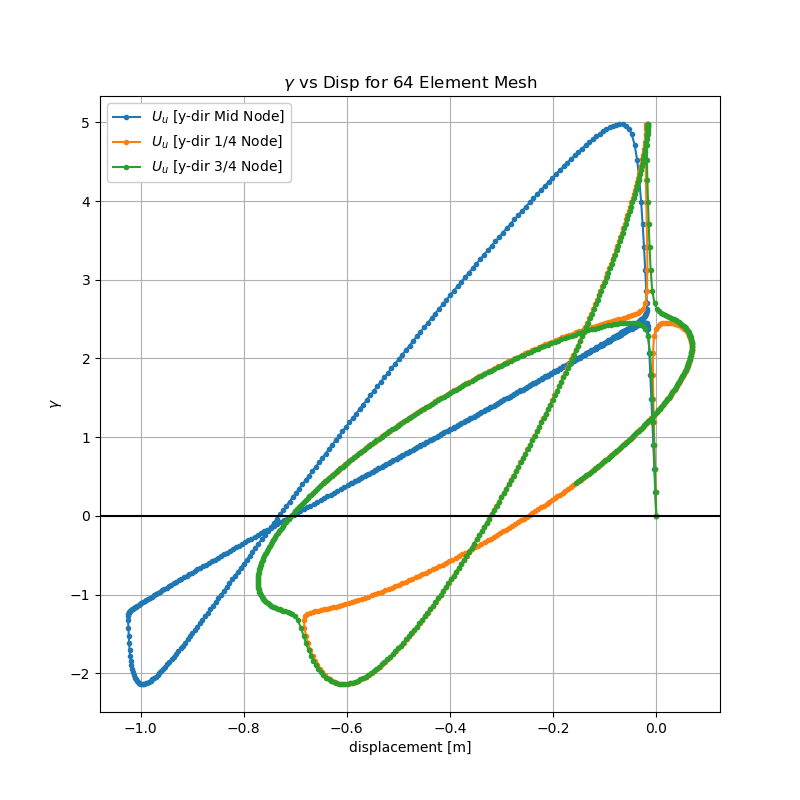 γ vs Disp for 64 Element Mesh
U_u [y-dir Mid Node]
U_u [y-dir 1/4 Node]
U_u [y-dir 3/4 Node]
5
4
3
2
1
0
−1
−2
γ
−1.0 −0.8 −0.6 −0.4 −0.2 0.0
displacement [m]